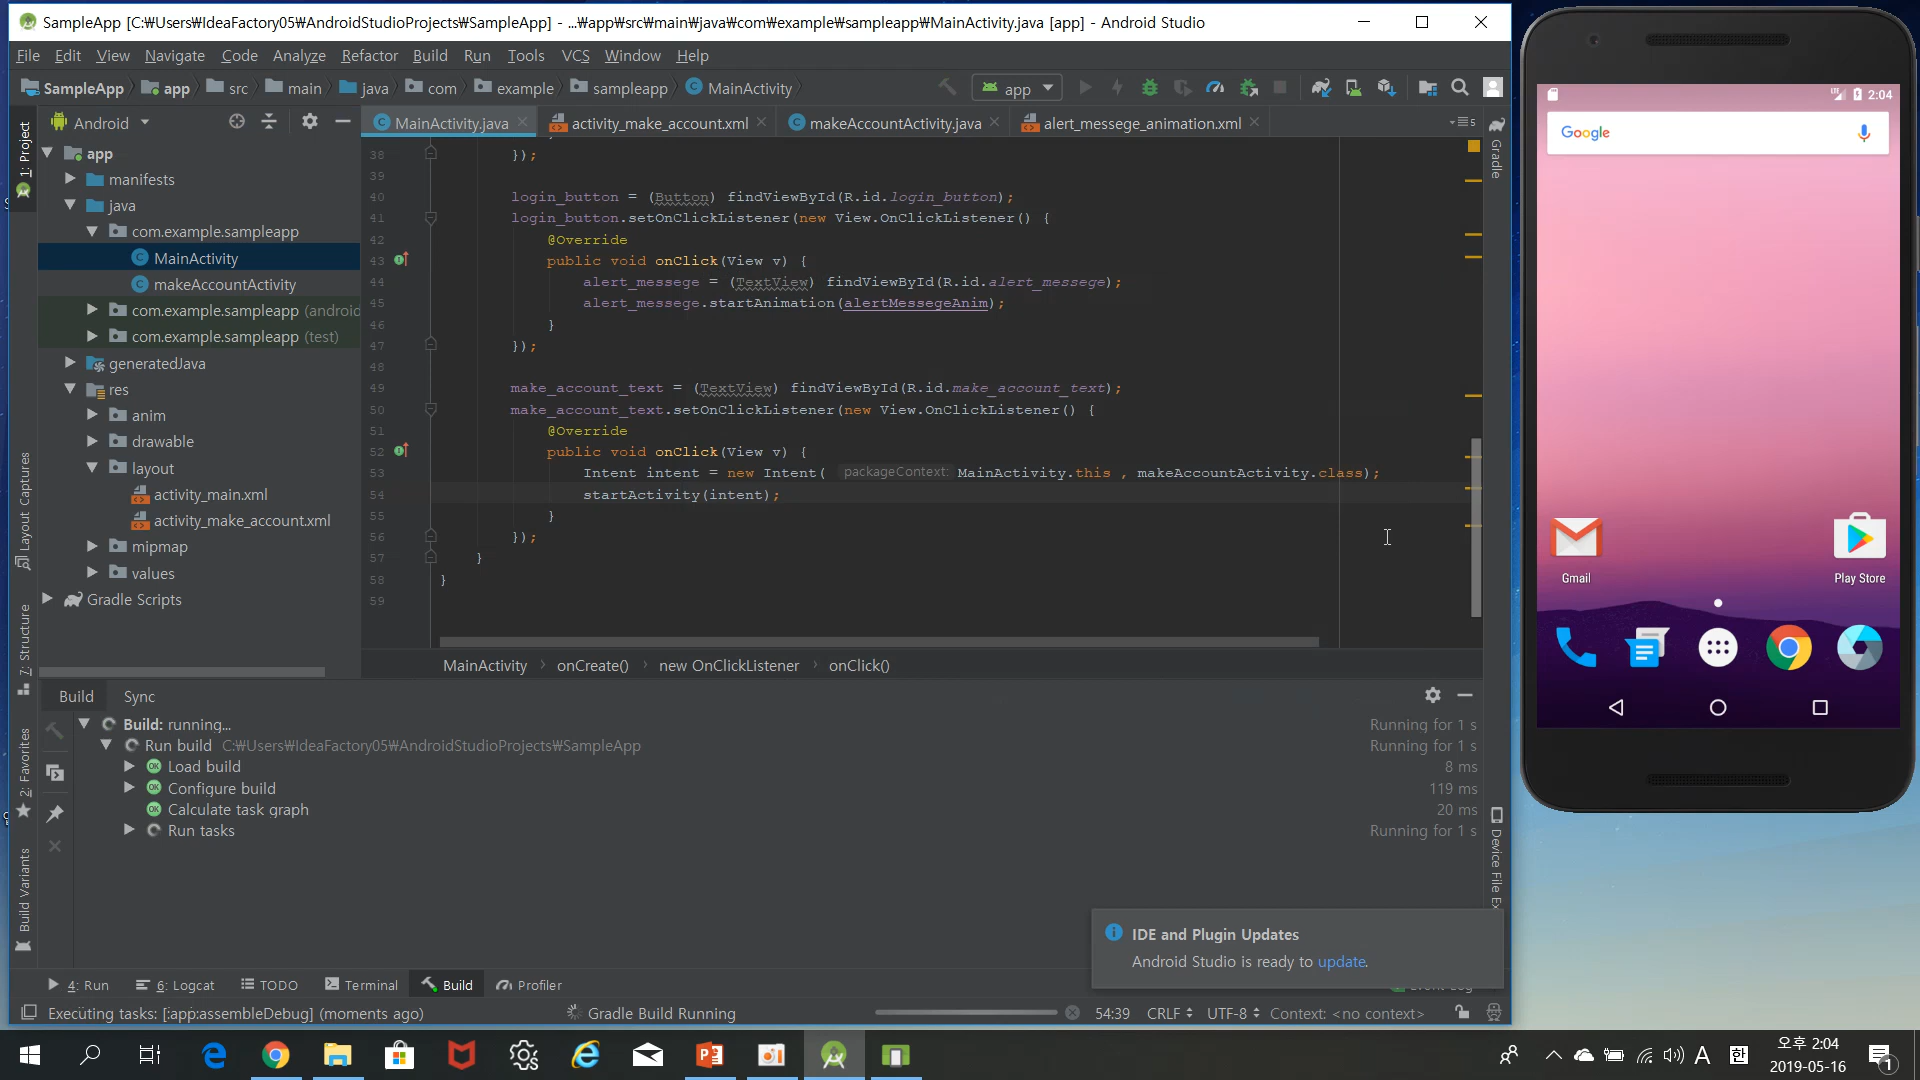 SampleApp [C:₩Users₩IdeaFactory05₩AndroidStudioProjects₩SampleApp] - ...₩app₩src₩main₩java₩com₩example₩sampleapp₩MainActivity.java [app] - Android Studio
File Edit View Navigate Code Analyze Refactor Build Run Tools VCS Window Help
SampleApp app src main java com example sampleapp MainActivity app
Android
MainActivity.java activity_make_account.xml makeAccountActivity.java alert_messege_animation.xml
1: Project
Gradle
app
manifests
java
com.example.sampleapp
MainActivity
makeAccountActivity
com.example.sampleapp (android
com.example.sampleapp (test)
generatedJava
res
anim
drawable
layout
activity_main.xml
activity_make_account.xml
mipmap
values
Gradle Scripts
38 });
39
40 login_button = (Button) findViewById(R.id.login_button);
41 login_button.setOnClickListener(new View.OnClickListener() {
42 @Override
43 public void onClick(View v) {
44 alert_messege = (TextView) findViewById(R.id.alert_messege);
45 alert_messege.startAnimation(alertMessegeAnim);
46 }
47 });
48
49 make_account_text = (TextView) findViewById(R.id.make_account_text);
50 make_account_text.setOnClickListener(new View.OnClickListener() {
51 @Override
52 public void onClick(View v) {
53 Intent intent = new Intent( packageContext: MainActivity.this , makeAccountActivity.class);
54 startActivity(intent);
55 }
56 });
57 }
58 }
59
MainActivity onCreate() new OnClickListener onClick()
Layout Captures
7: Structure
2: Favorites
Build Variants
Device File Ex
Build Sync
Build: running... Running for 1 s
Run build C:₩Users₩IdeaFactory05₩AndroidStudioProjects₩SampleApp Running for 1 s
Load build 8 ms
Configure build 119 ms
Calculate task graph 20 ms
Run tasks Running for 1 s
IDE and Plugin Updates
Android Studio is ready to update.
4: Run 6: Logcat TODO Terminal Build Profiler
Executing tasks: [:app:assembleDebug] (moments ago) Gradle Build Running 54:39 CRLF UTF-8 Context: <no context>
2:04
Google
Gmail
Play Store
A 한
오후 2:04
2019-05-16
1